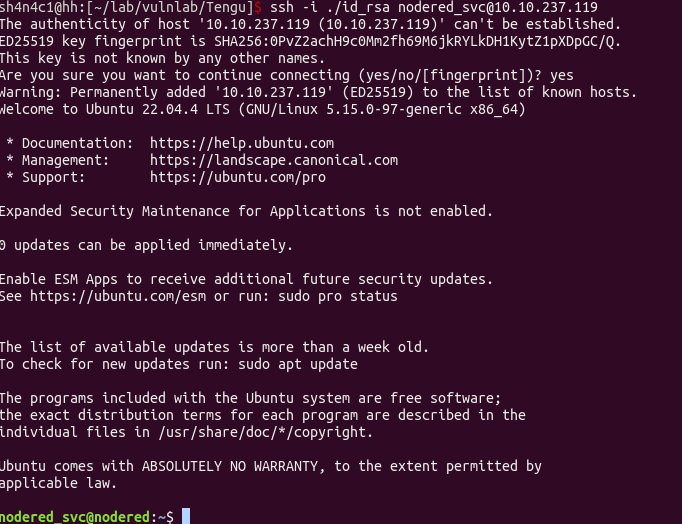 sh4n4c1@hh:[~/lab/vulnlab/Tengu]$ ssh -i ./id_rsa nodered_svc@10.10.237.119
The authenticity of host '10.10.237.119 (10.10.237.119)' can't be established.
ED25519 key fingerprint is SHA256:0PvZ2achH9c0Mm2fh69M6jkRYLkDH1KytZ1pXDpGC/Q.
This key is not known by any other names.
Are you sure you want to continue connecting (yes/no/[fingerprint])? yes
Warning: Permanently added '10.10.237.119' (ED25519) to the list of known hosts.
Welcome to Ubuntu 22.04.4 LTS (GNU/Linux 5.15.0-97-generic x86_64)
* Documentation:  https://help.ubuntu.com
* Management:     https://landscape.canonical.com
* Support:        https://ubuntu.com/pro
Expanded Security Maintenance for Applications is not enabled.
0 updates can be applied immediately.
Enable ESM Apps to receive additional future security updates.
See https://ubuntu.com/esm or run: sudo pro status
The list of available updates is more than a week old.
To check for new updates run: sudo apt update
The programs included with the Ubuntu system are free software;
the exact distribution terms for each program are described in the
individual files in /usr/share/doc/*/copyright.
Ubuntu comes with ABSOLUTELY NO WARRANTY, to the extent permitted by
applicable law.
nodered_svc@nodered:~$